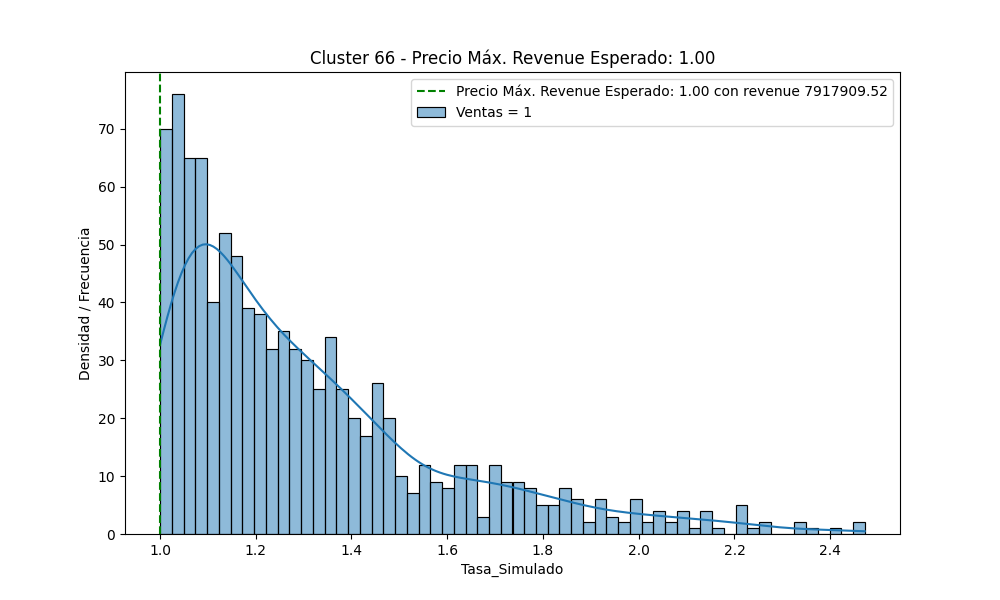 Cluster 66 - Precio Máx. Revenue Esperado: 1.00
Precio Máx. Revenue Esperado: 1.00 con revenue 7917909.52
Ventas = 1
Densidad / Frecuencia
70
60
50
40
30
20
10
0
1.0 1.2 1.4 1.6 1.8 2.0 2.2 2.4
Tasa_Simulado